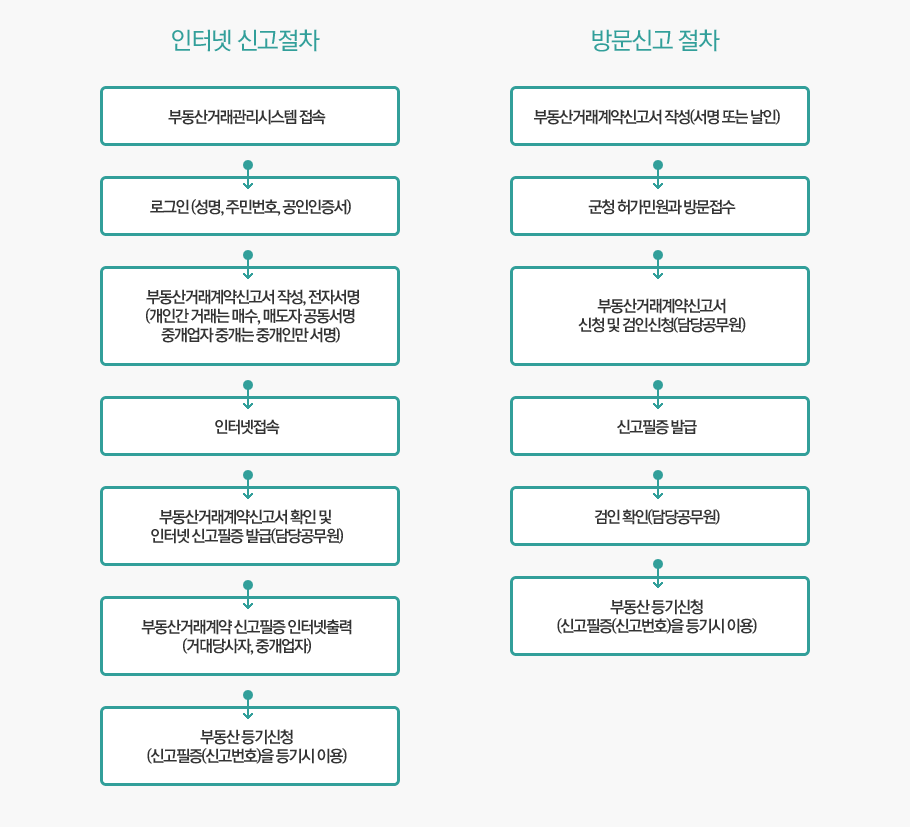 인터넷 신고절차
부동산거래관리시스템 접속
로그인 (성명, 주민번호, 공인인증서)
부동산거래계약신고서 작성, 전자서명
(개인간 거래는 매수, 매도자 공동서명
중개업자 중개는 중개인만 서명)
인터넷접속
부동산거래계약신고서 확인 및
인터넷 신고필증 발급(담당공무원)
부동산거래계약 신고필증 인터넷출력
(거대당사자, 중개업자)
부동산 등기신청
(신고필증(신고번호)을 등기시 이용)
방문신고 절차
부동산거래계약신고서 작성(서명 또는 날인)
군청 허가민원과 방문접수
부동산거래계약신고서
신청 및 검인신청(담당공무원)
신고필증 발급
검인 확인(담당공무원)
부동산 등기신청
(신고필증(신고번호)을 등기시 이용)